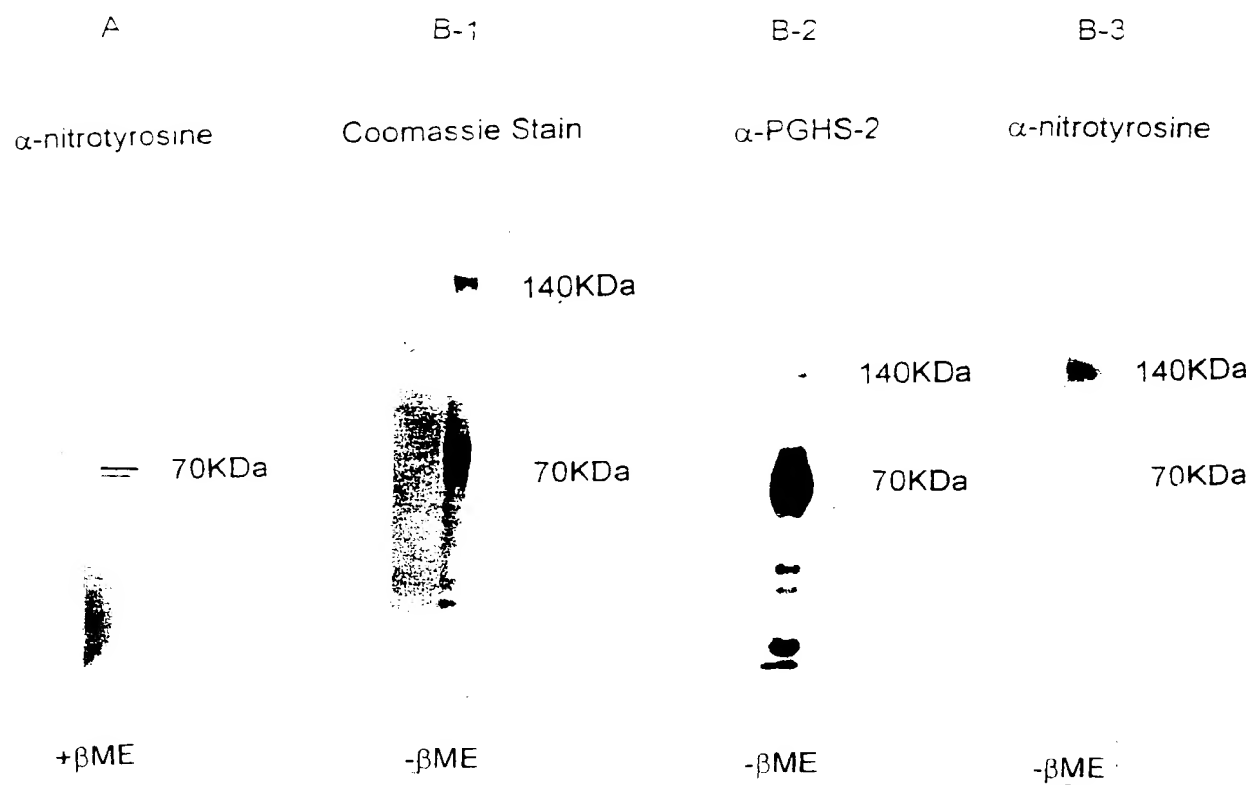 A B-1 B-2 B-3
α-nitrotyrosine Coomassie Stain α-PGHS-2 α-nitrotyrosine
140KDa
140KDa 140KDa
70KDa 70KDa 70KDa 70KDa
+βME -βME -βME -βME